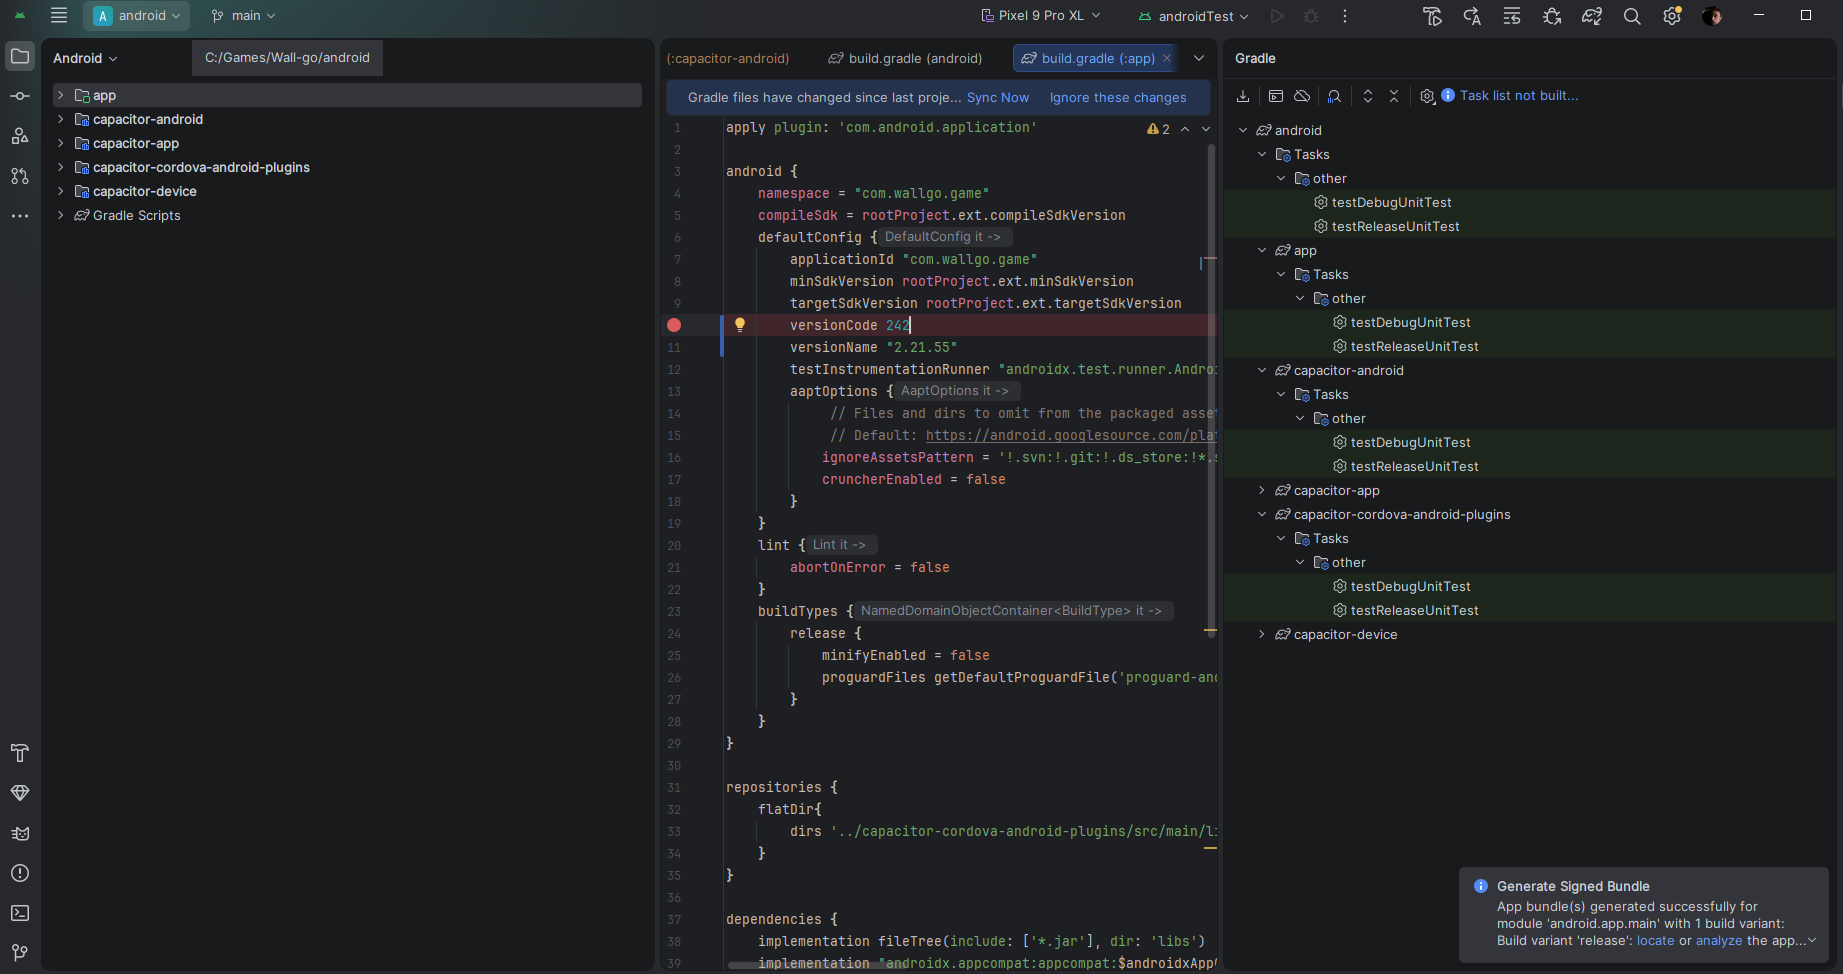 A android
main
Pixel 9 Pro XL
androidTest
Android
C:/Games/Wall-go/android
app
capacitor-android
capacitor-app
capacitor-cordova-android-plugins
capacitor-device
Gradle Scripts
(:capacitor-android)
build.gradle (android)
build.gradle (:app)
Gradle files have changed since last proje... Sync Now Ignore these changes
2
1 apply plugin: 'com.android.application'
2
3 android {
4 namespace = "com.wallgo.game"
5 compileSdk = rootProject.ext.compileSdkVersion
6 defaultConfig { DefaultConfig it ->
7 applicationId "com.wallgo.game"
8 minSdkVersion rootProject.ext.minSdkVersion
9 targetSdkVersion rootProject.ext.targetSdkVersion
versionCode 242
11 versionName "2.21.55"
12 testInstrumentationRunner "androidx.test.runner.Andro
13 aaptOptions { AaptOptions it ->
14 // Files and dirs to omit from the packaged asset
15 // Default: https://android.googlesource.com/pla
16 ignoreAssetsPattern = '!.svn:!.git:!.ds_store:!*.s
17 cruncherEnabled = false
18 }
19 }
20 lint { Lint it ->
21 abortOnError = false
22 }
23 buildTypes { NamedDomainObjectContainer<BuildType> it ->
24 release {
25 minifyEnabled = false
26 proguardFiles getDefaultProguardFile('proguard-and
27 }
28 }
29 }
30
31 repositories {
32 flatDir{
33 dirs '../capacitor-cordova-android-plugins/src/main/li
34 }
35 }
36
37 dependencies {
38 implementation fileTree(include: ['*.jar'], dir: 'libs')
39 implementation "androidx.appcompat:appcompat:$androidxApp
Gradle
Task list not built...
android
Tasks
other
testDebugUnitTest
testReleaseUnitTest
app
Tasks
other
testDebugUnitTest
testReleaseUnitTest
capacitor-android
Tasks
other
testDebugUnitTest
testReleaseUnitTest
capacitor-app
capacitor-cordova-android-plugins
Tasks
other
testDebugUnitTest
testReleaseUnitTest
capacitor-device
Generate Signed Bundle
App bundle(s) generated successfully for
module 'android.app.main' with 1 build variant:
Build variant 'release': locate or analyze the app...